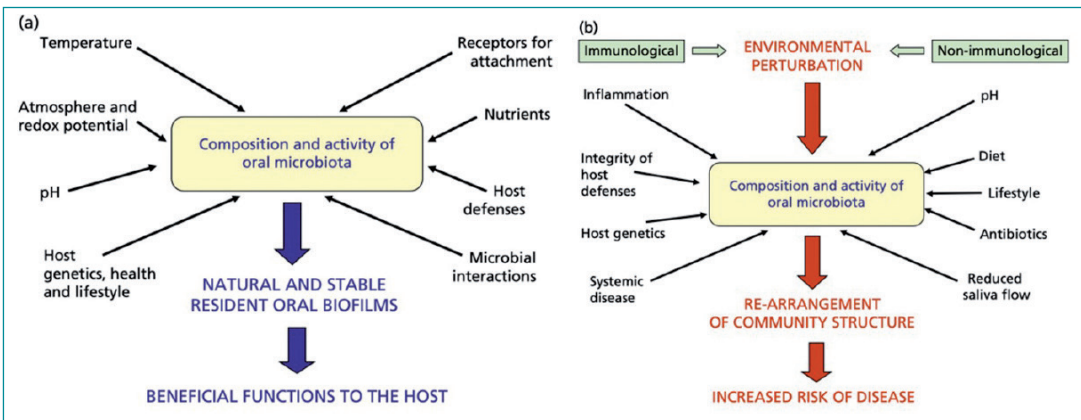 (a)
Temperature
Receptors for
attachment
Atmosphere and
redox potential
Nutrients
Composition and activity of
oral microbiota
pH
Host
defenses
Host
genetics, health
and lifestyle
Microbial
interactions
NATURAL AND STABLE
RESIDENT ORAL BIOFILMS
BENEFICIAL FUNCTIONS TO THE HOST
(b)
Immunological
ENVIRONMENTAL
PERTURBATION
Non-immunological
Inflammation
pH
Integrity of
host
defenses
Diet
Composition and activity of
oral microbiota
Lifestyle
Host genetics
Antibiotics
Systemic
disease
Reduced
saliva flow
RE-ARRANGEMENT
OF COMMUNITY STRUCTURE
INCREASED RISK OF DISEASE